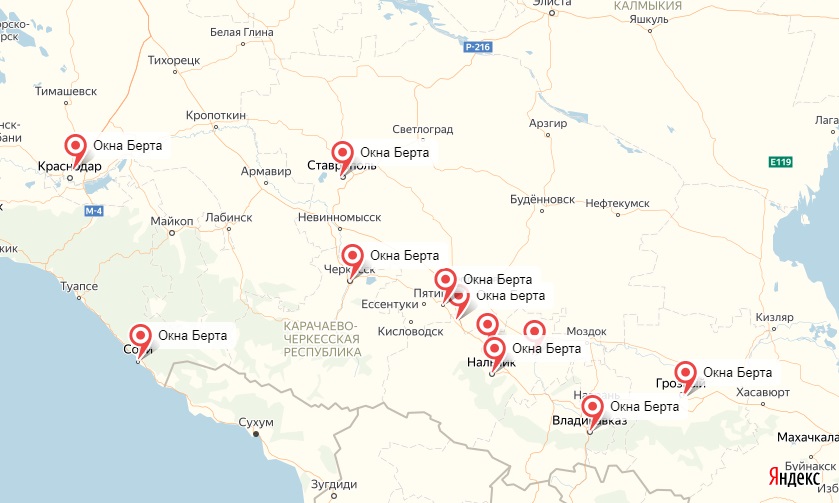 Элиста
КАЛМЫКИЯ
Яшкуль
Белая Глина
Р-216
Тихорецк
Тимашевск
Кропоткин
Светлоград
Арзгир
Окна Берта
Краснодар
Окна Берта
Ставрополь
E119
Армавир
Будённовск
Нефтекумск
М-4
Майкоп
Лабинск
Невинномысск
Окна Берта
Черкесск
Окна Берта
Туапсе
Пяти
Окна Берта
Ессентуки
Кизляр
КАРАЧАЕВО-
ЧЕРКЕССКАЯ
РЕСПУБЛИКА
Кисловодск
Моздок
Окна Берта
Сочи
Окна Берта
Нальчик
Окна Берта
Грозный
Хасавюрт
Окна Берта
Владикавказ
Сухум
Махачкала
Буйнакск
Зугдиди
Яндекс